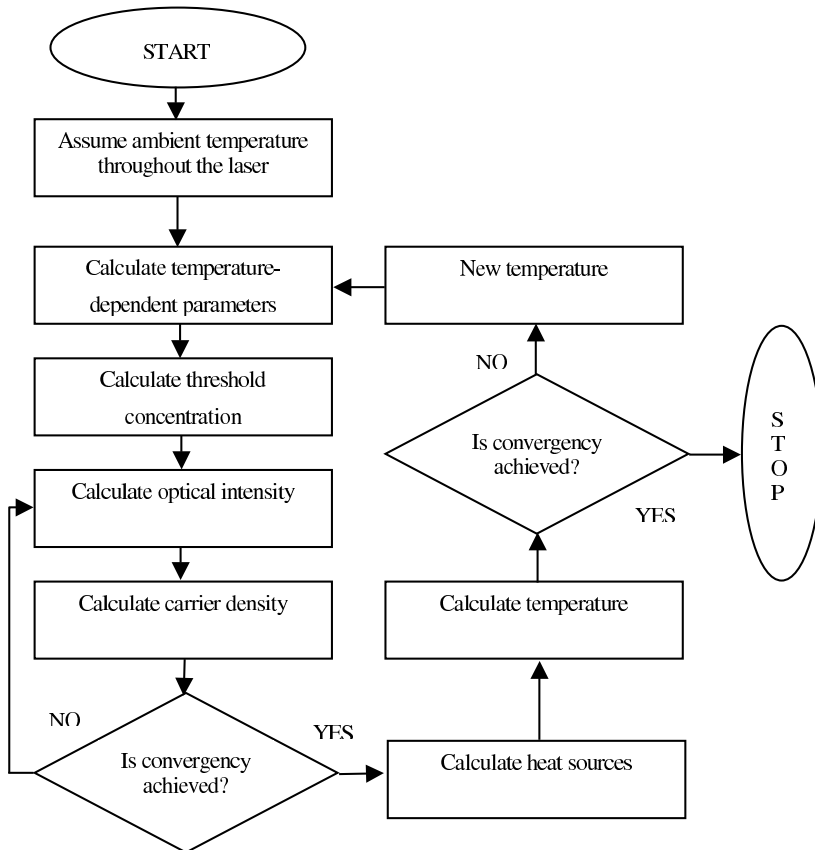 START
Assume ambient temperature
throughout the laser
Calculate temperature-
dependent parameters
Calculate threshold
concentration
Calculate optical intensity
Calculate carrier density
NO
YES
Is convergency
achieved?
Calculate heat sources
Calculate temperature
Is convergency
achieved?
NO
YES
New temperature
S
T
O
P